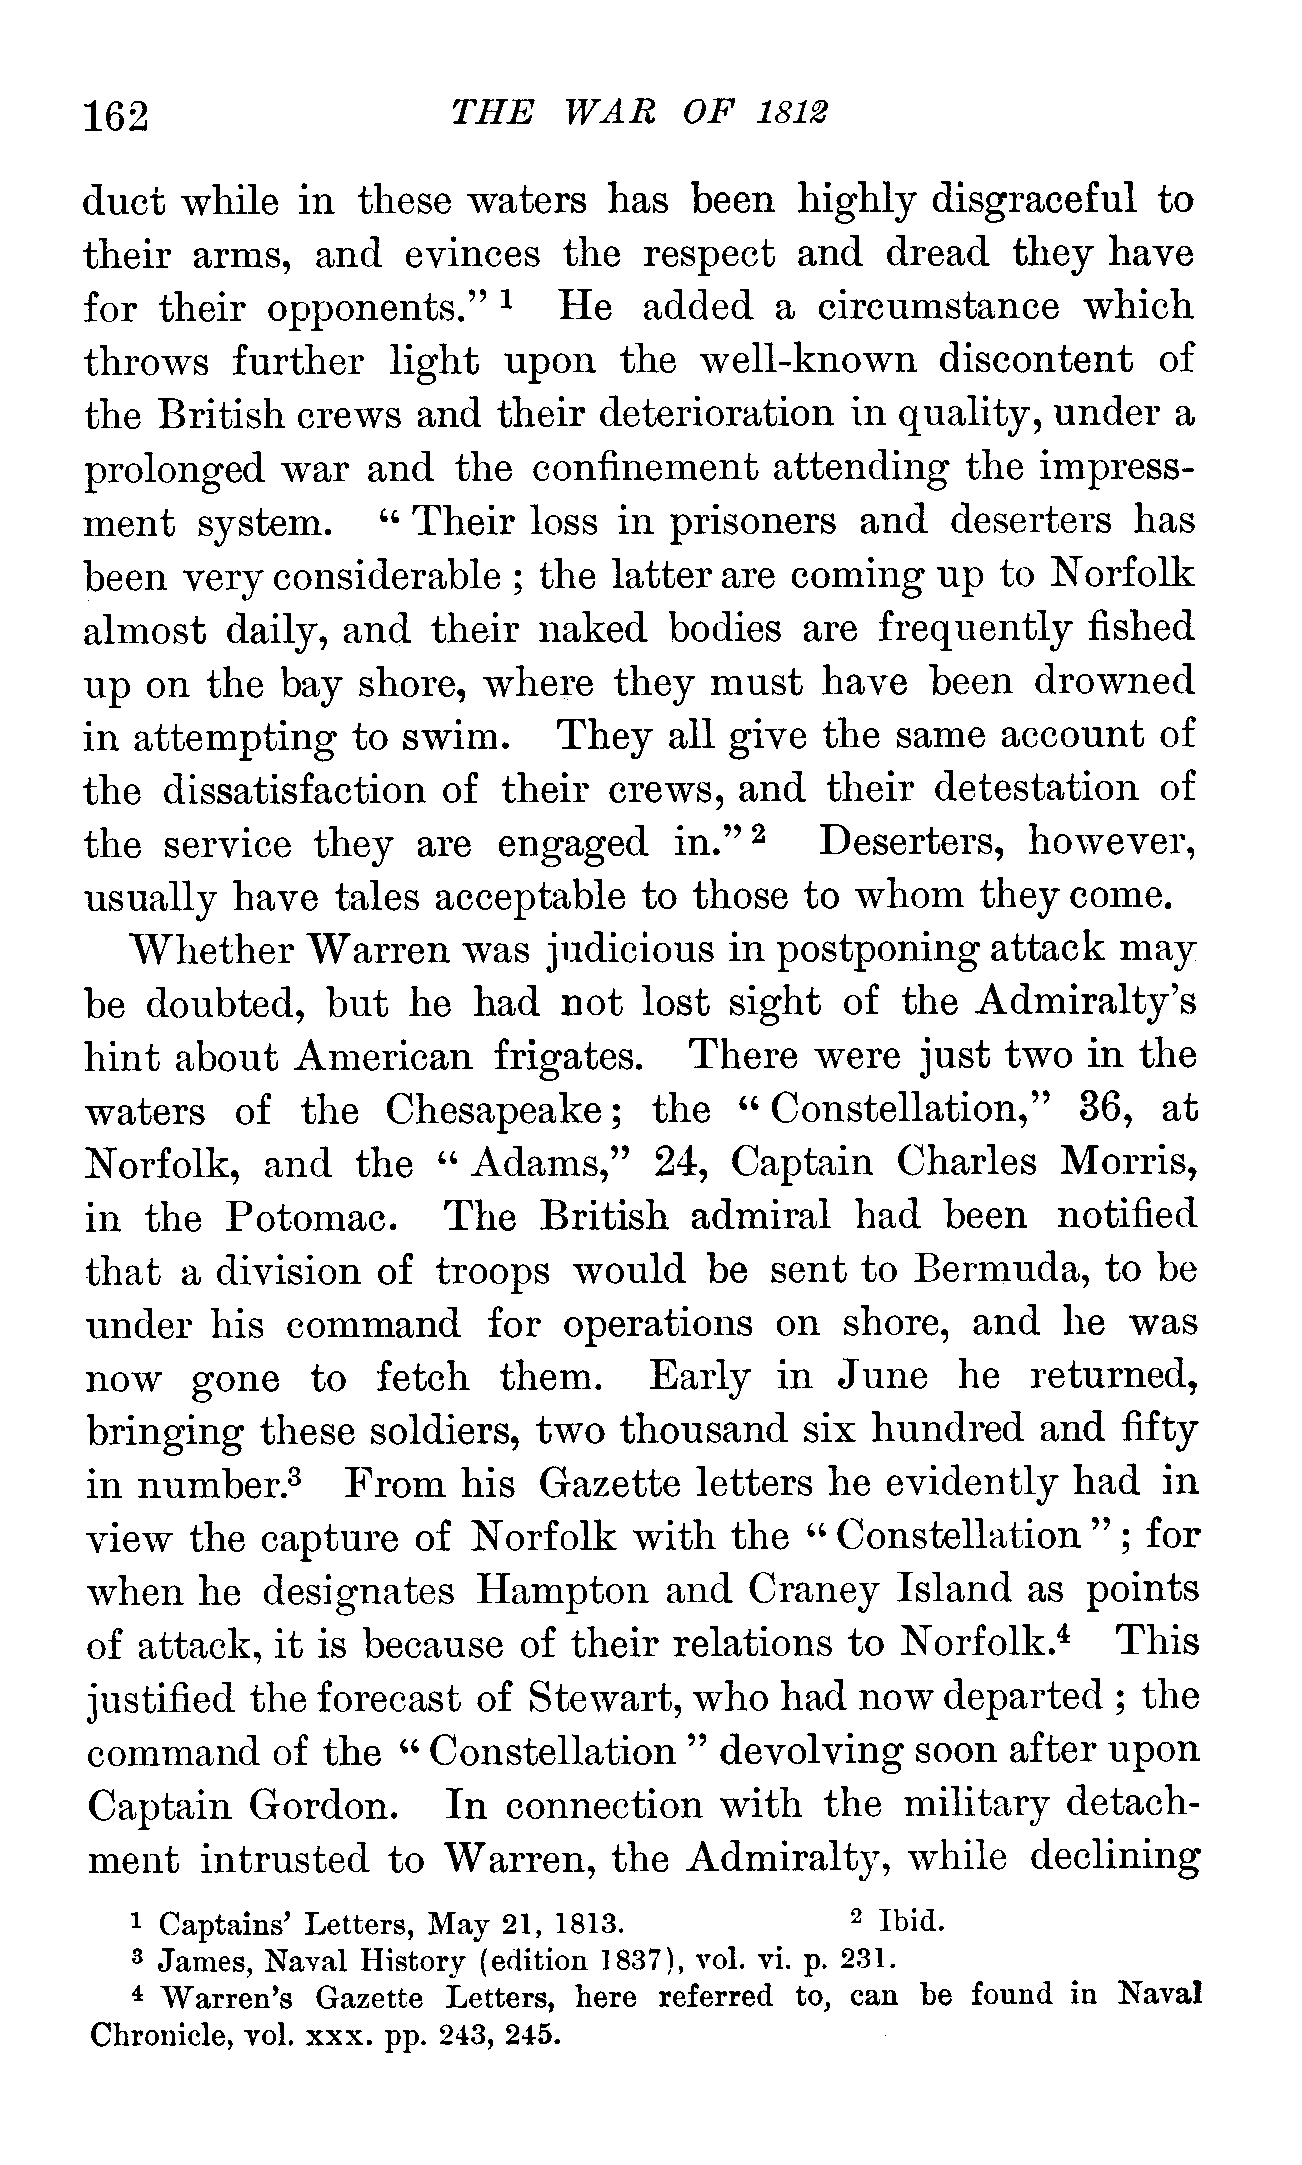 162 THE WAR OF 1812
duct while in these waters has been highly disgraceful to
their arms, and evinces the respect and dread they have
for their opponents." ¹ He added a circumstance which
throws further light upon the well-known discontent of
the British crews and their deterioration in quality, under a
prolonged war and the confinement attending the impress-
ment system. "Their loss in prisoners and deserters has
been very considerable; the latter are coming up to Norfolk
almost daily, and their naked bodies are frequently fished
up on the bay shore, where they must have been drowned
in attempting to swim. They all give the same account of
the dissatisfaction of their crews, and their detestation of
the service they are engaged in." ² Deserters, however,
usually have tales acceptable to those to whom they come.
Whether Warren was judicious in postponing attack may
be doubted, but he had not lost sight of the Admiralty's
hint about American frigates. There were just two in the
waters of the Chesapeake; the "Constellation," 36, at
Norfolk, and the "Adams," 24, Captain Charles Morris,
in the Potomac. The British admiral had been notified
that a division of troops would be sent to Bermuda, to be
under his command for operations on shore, and he was
now gone to fetch them. Early in June he returned,
bringing these soldiers, two thousand six hundred and fifty
in number.³ From his Gazette letters he evidently had in
view the capture of Norfolk with the "Constellation"; for
when he designates Hampton and Craney Island as points
of attack, it is because of their relations to Norfolk.⁴ This
justified the forecast of Stewart, who had now departed; the
command of the "Constellation" devolving soon after upon
Captain Gordon. In connection with the military detach-
ment intrusted to Warren, the Admiralty, while declining
¹ Captains' Letters, May 21, 1813. ² Ibid.
³ James, Naval History (edition 1837), vol. vi. p. 231.
⁴ Warren's Gazette Letters, here referred to, can be found in Naval
Chronicle, vol. xxx. pp. 243, 245.